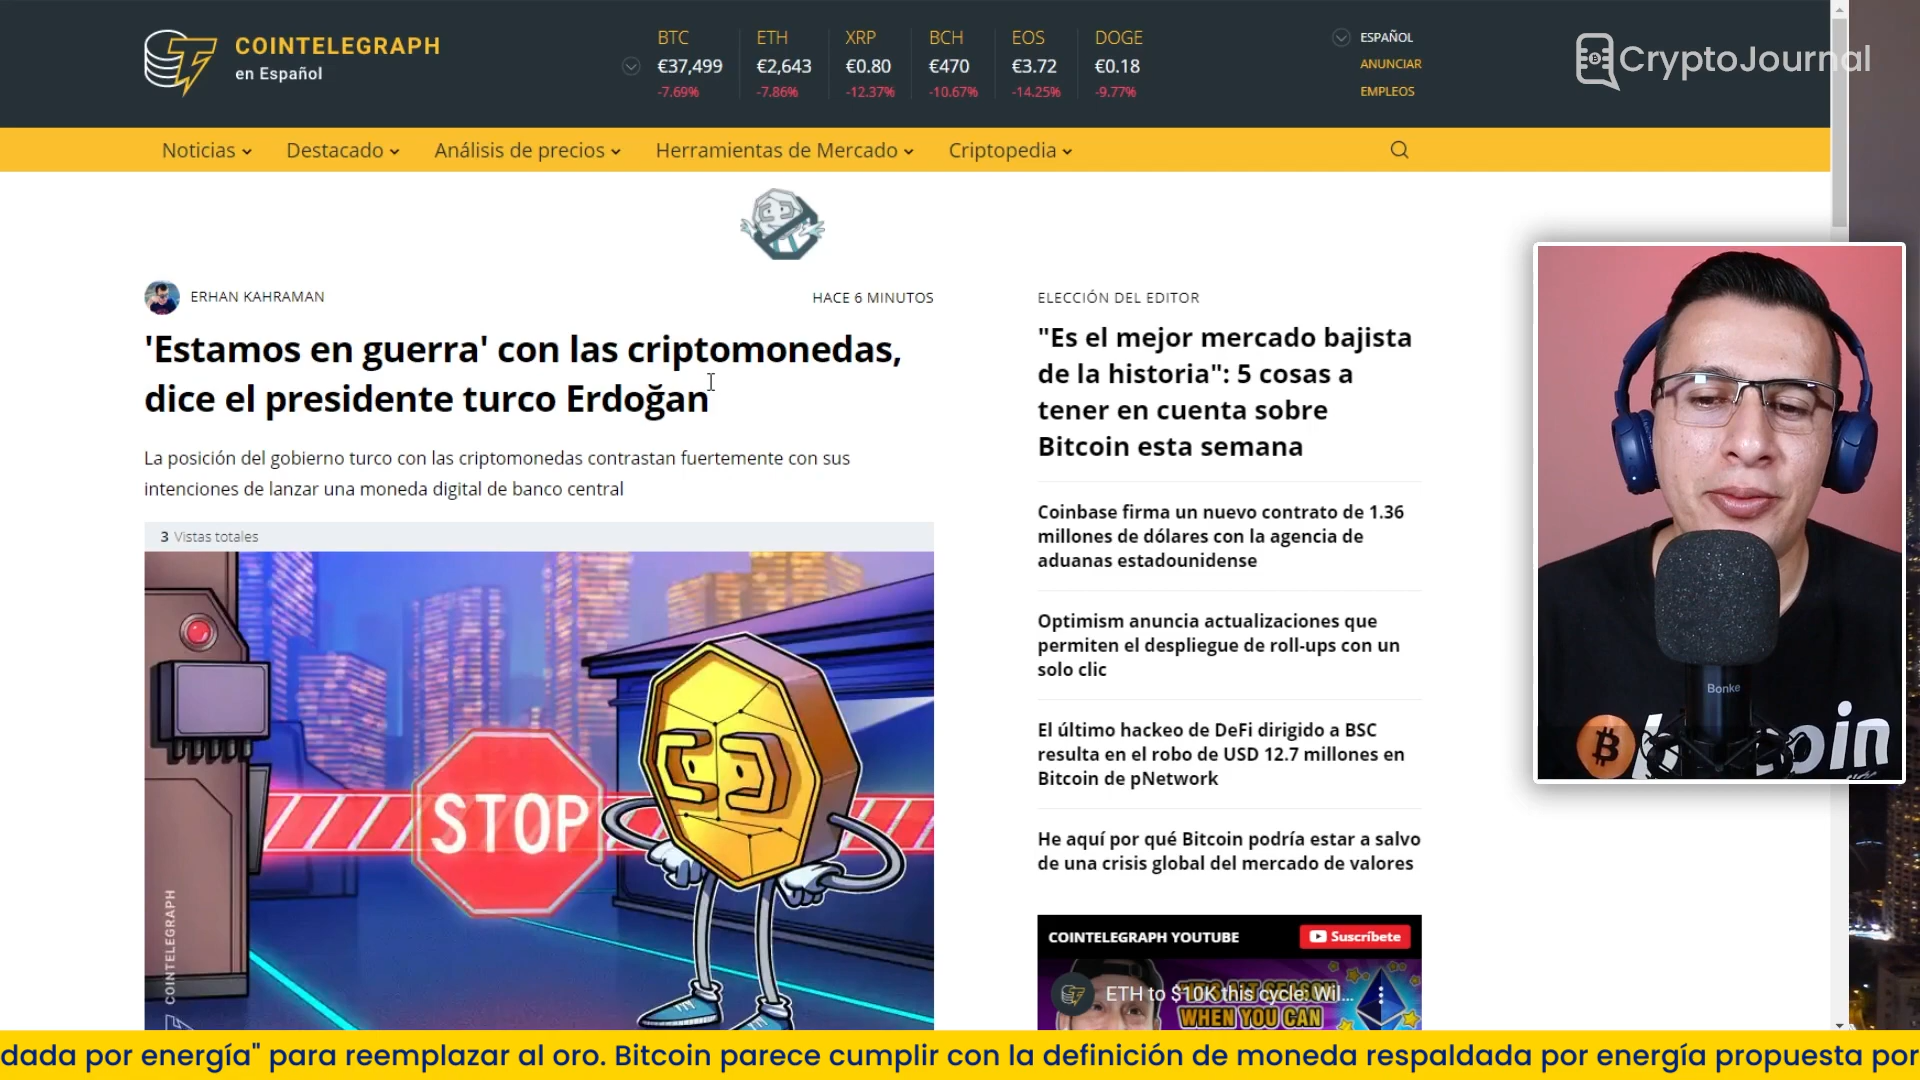 COINTELEGRAPH
en Español
BTC
€37,499
-7.69%
ETH
€2,643
-7.86%
XRP
€0.80
-12.37%
BCH
€470
-10.67%
EOS
€3.72
-14.25%
DOGE
€0.18
-9.77%
ESPAÑOL
ANUNCIAR
EMPLEOS
CryptoJournal
Noticias
Destacado
Análisis de precios
Herramientas de Mercado
Criptopedia
ERHAN KAHRAMAN
HACE 6 MINUTOS
'Estamos en guerra' con las criptomonedas,
dice el presidente turco Erdoğan
La posición del gobierno turco con las criptomonedas contrastan fuertemente con sus
intenciones de lanzar una moneda digital de banco central
3 Vistas totales
STOP
COINTELEGRAPH
ELECCIÓN DEL EDITOR
"Es el mejor mercado bajista
de la historia": 5 cosas a
tener en cuenta sobre
Bitcoin esta semana
Coinbase firma un nuevo contrato de 1.36
millones de dólares con la agencia de
aduanas estadounidense
Optimism anuncia actualizaciones que
permiten el despliegue de roll-ups con un
solo clic
El último hackeo de DeFi dirigido a BSC
resulta en el robo de USD 12.7 millones en
Bitcoin de pNetwork
He aquí por qué Bitcoin podría estar a salvo
de una crisis global del mercado de valores
COINTELEGRAPH YOUTUBE
Suscríbete
ETH to $10K this cycle: Wil...
WHEN YOU CAN
Bonke
dada por energía" para reemplazar al oro. Bitcoin parece cumplir con la definición de moneda respaldada por energía propuesta por